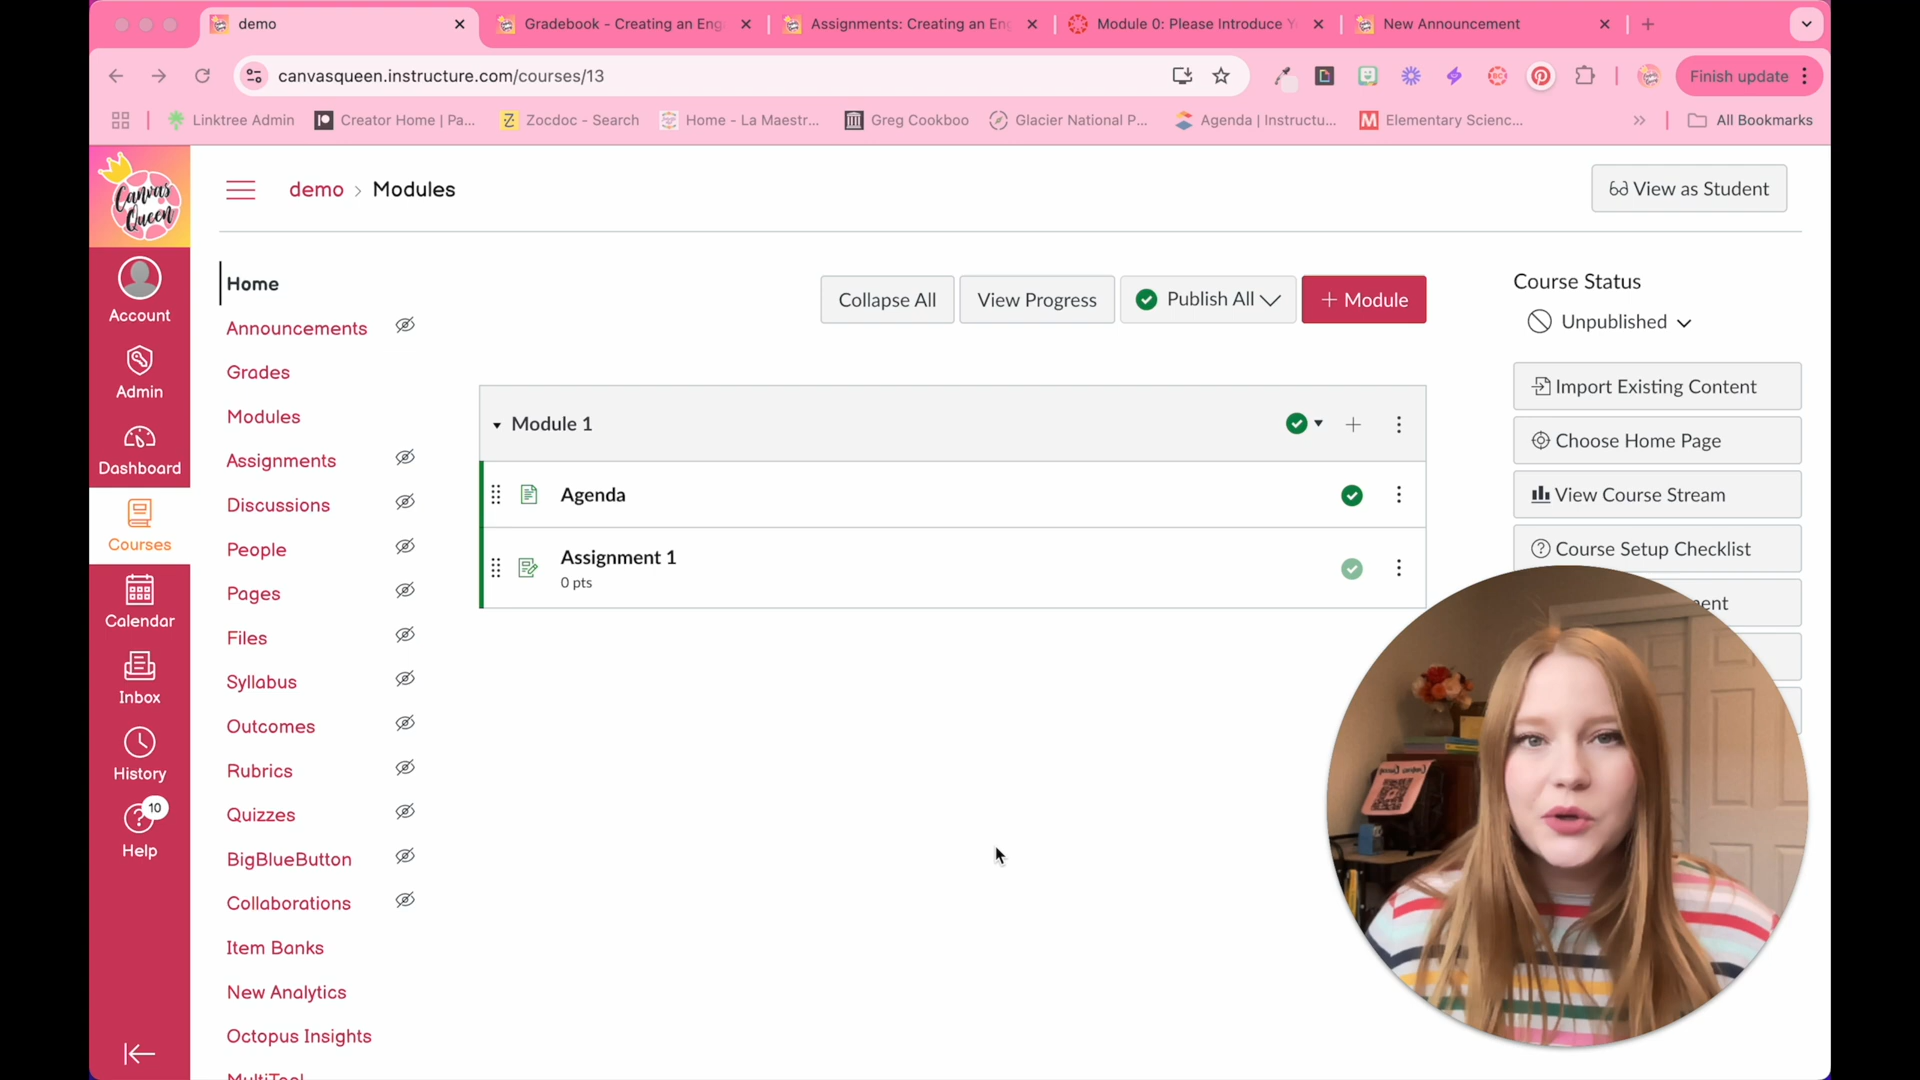 demo
Gradebook - Creating an Eng
Assignments: Creating an Eng
Module 0: Please Introduce Y
New Announcement
canvasqueen.instructure.com/courses/13
Finish update
Linktree Admin
Creator Home | Pa...
Zocdoc - Search
Home - La Maestr...
Greg Cookboo
Glacier National P...
Agenda | Instructu...
Elementary Scienc...
All Bookmarks
Canvas
Queen
demo › Modules
View as Student
Account
Admin
Dashboard
Courses
Calendar
Inbox
History
10
Help
Home
Announcements
Grades
Modules
Assignments
Discussions
People
Pages
Files
Syllabus
Outcomes
Rubrics
Quizzes
BigBlueButton
Collaborations
Item Banks
New Analytics
Octopus Insights
MultiTool
Collapse All
View Progress
Publish All
+ Module
Module 1
Agenda
Assignment 1
0 pts
Course Status
Unpublished
Import Existing Content
Choose Home Page
View Course Stream
Course Setup Checklist
ent